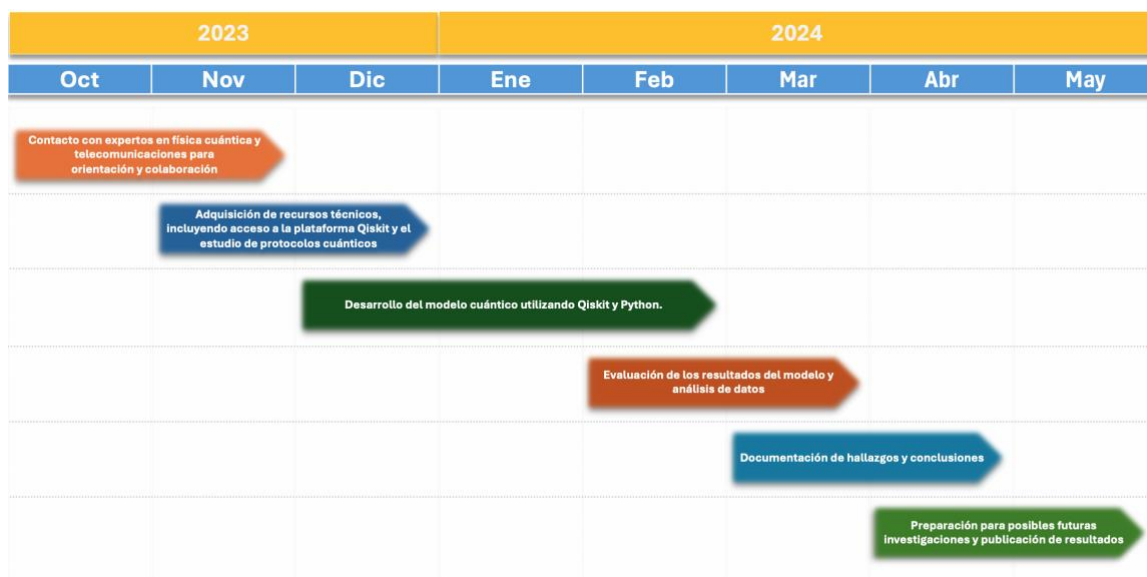 2023 2024
Oct Nov Dic Ene Feb Mar Abr May
Contacto con expertos en física cuántica y
telecomunicaciones para
orientación y colaboración
Adquisición de recursos técnicos,
incluyendo acceso a la plataforma Qiskit y el
estudio de protocolos cuánticos
Desarrollo del modelo cuántico utilizando Qiskit y Python.
Evaluación de los resultados del modelo y
análisis de datos
Documentación de hallazgos y conclusiones
Preparación para posibles futuras
investigaciones y publicación de resultados